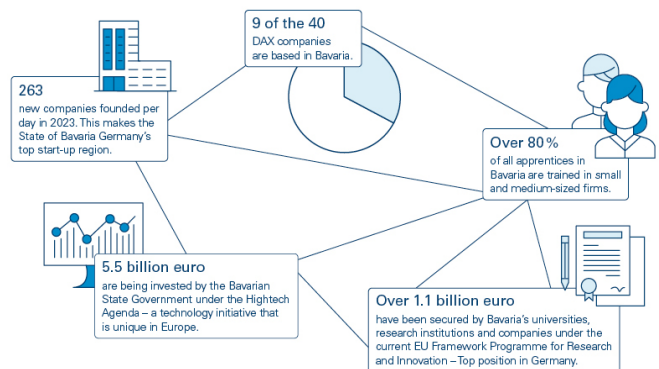 9 of the 40
DAX companies
are based in Bavaria.
263
new companies founded per
day in 2023. This makes the
State of Bavaria Germany's
top start-up region.
Over 80%
of all apprentices in
Bavaria are trained in small
and medium-sized firms.
5.5 billion euro
are being invested by the Bavarian
State Government under the Hightech
Agenda – a technology initiative that
is unique in Europe.
Over 1.1 billion euro
have been secured by Bavaria's universities,
research institutions and companies under the
current EU Framework Programme for Research
and Innovation – Top position in Germany.